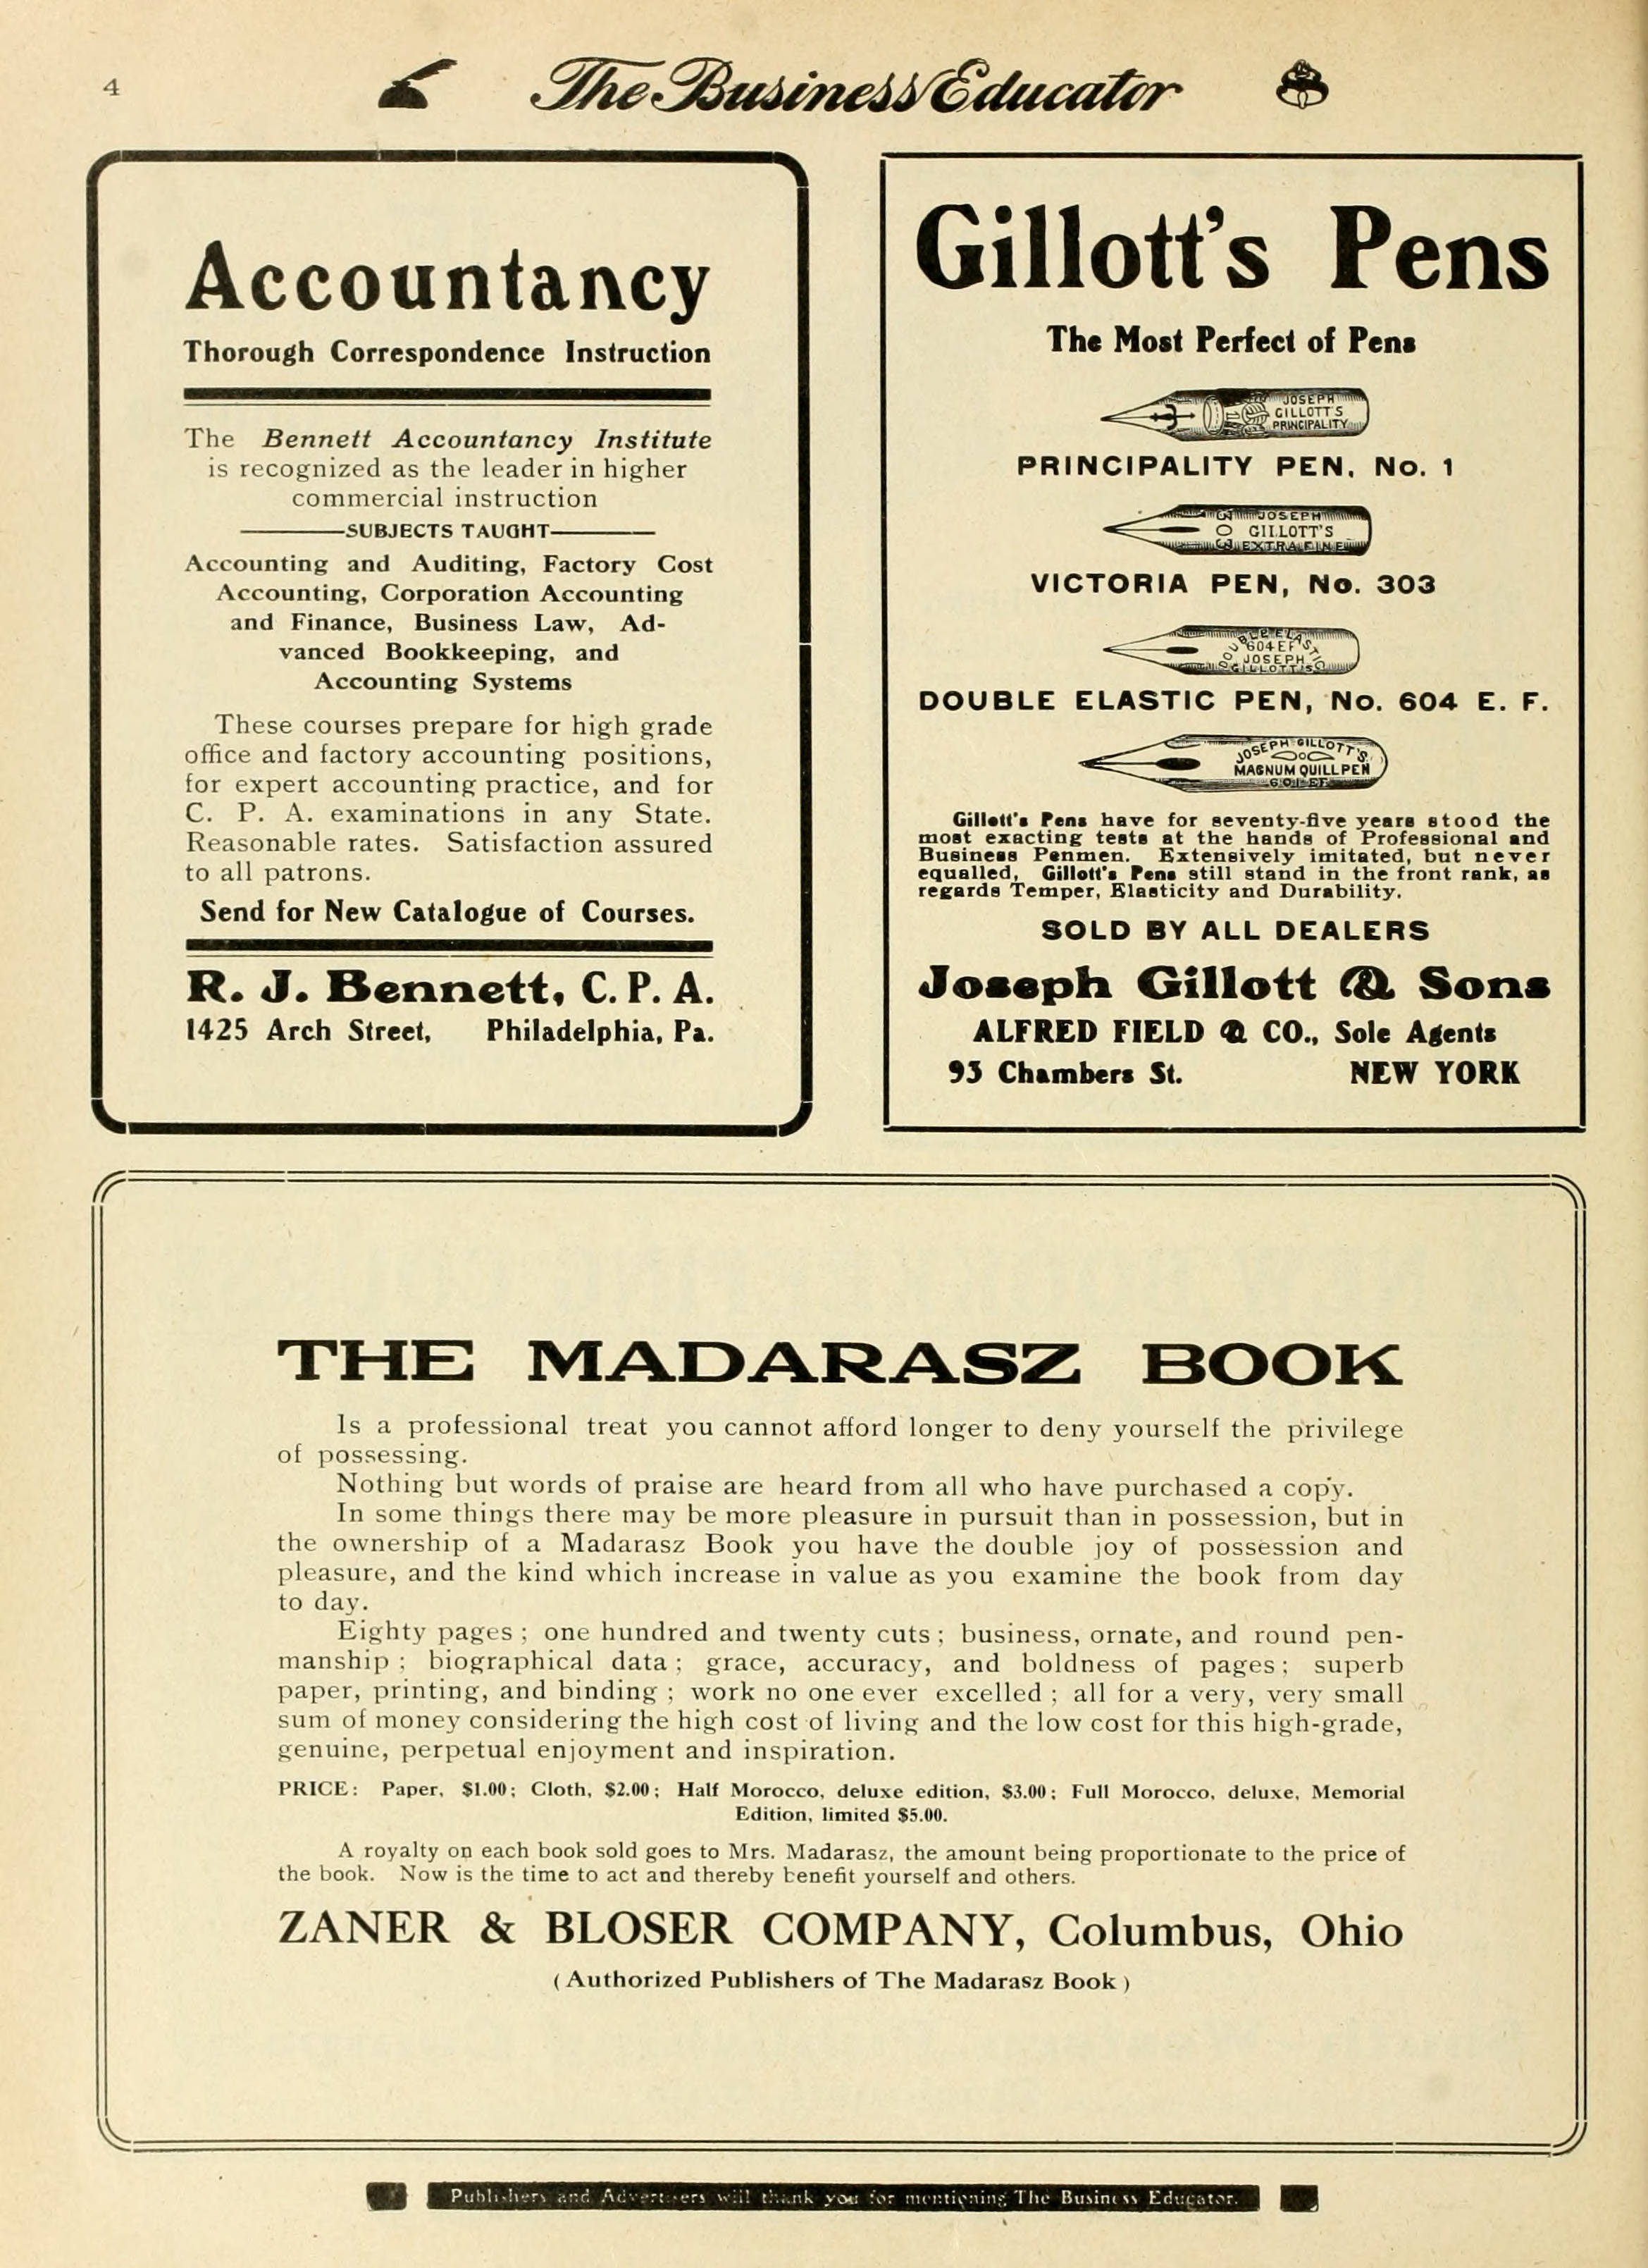 4
The Business Educator
Accountancy
Thorough Correspondence Instruction
The Bennett Accountancy Institute
is recognized as the leader in higher
commercial instruction
SUBJECTS TAUGHT
Accounting and Auditing, Factory Cost
Accounting, Corporation Accounting
and Finance, Business Law, Ad-
vanced Bookkeeping, and
Accounting Systems
These courses prepare for high grade
office and factory accounting positions,
for expert accounting practice, and for
C. P. A. examinations in any State.
Reasonable rates. Satisfaction assured
to all patrons.
Send for New Catalogue of Courses.
R. J. Bennett, C. P. A.
1425 Arch Street, Philadelphia, Pa.
Gillott's Pens
The Most Perfect of Pens
JOSEPH
GILLOTT'S
PRINCIPALITY
PRINCIPALITY PEN, No. 1
303
JOSEPH
GILLOTT'S
EXTRA FINE
VICTORIA PEN, No. 303
DOUBLE ELASTIC
604 EF
JOSEPH
GILLOTT'S
DOUBLE ELASTIC PEN, No. 604 E. F.
JOSEPH GILLOTT'S
MAGNUM QUILL PEN
601 EF
Gillott's Pens have for seventy-five years stood the
most exacting tests at the hands of Professional and
Business Penmen. Extensively imitated, but never
equalled, Gillott's Pens still stand in the front rank, as
regards Temper, Elasticity and Durability.
SOLD BY ALL DEALERS
Joseph Gillott & Sons
ALFRED FIELD & CO., Sole Agents
93 Chambers St. NEW YORK
THE MADARASZ BOOK
Is a professional treat you cannot afford longer to deny yourself the privilege
of possessing.
Nothing but words of praise are heard from all who have purchased a copy.
In some things there may be more pleasure in pursuit than in possession, but in
the ownership of a Madarasz Book you have the double joy of possession and
pleasure, and the kind which increase in value as you examine the book from day
to day.
Eighty pages; one hundred and twenty cuts; business, ornate, and round pen-
manship; biographical data; grace, accuracy, and boldness of pages; superb
paper, printing, and binding; work no one ever excelled; all for a very, very small
sum of money considering the high cost of living and the low cost for this high-grade,
genuine, perpetual enjoyment and inspiration.
PRICE: Paper, $1.00; Cloth, $2.00; Half Morocco, deluxe edition, $3.00; Full Morocco, deluxe, Memorial
Edition, limited $5.00.
A royalty on each book sold goes to Mrs. Madarasz, the amount being proportionate to the price of
the book. Now is the time to act and thereby benefit yourself and others.
ZANER & BLOSER COMPANY, Columbus, Ohio
(Authorized Publishers of The Madarasz Book)
Publishers and Advertisers will thank you for mentioning The Business Educator.